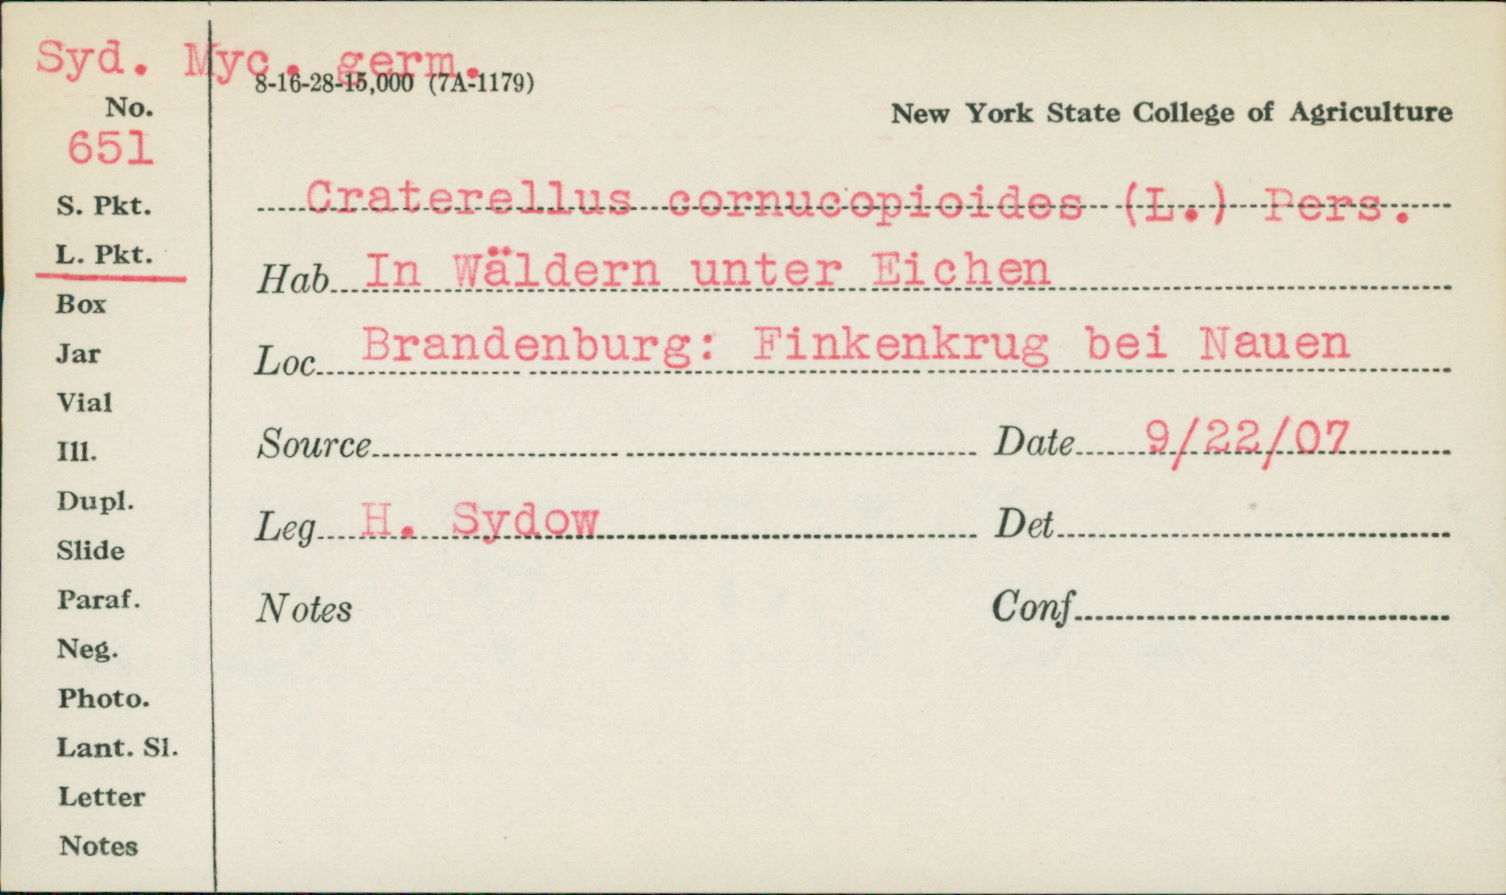 Syd. Myc. germ.
8-16-28-15,000 (7A-1179)
No.
651
New York State College of Agriculture
S. Pkt.
Craterellus cornucopioides (L.) Pers.
L. Pkt.
Hab In Wäldern unter Eichen
Box
Jar
Loc Brandenburg: Finkenkrug bei Nauen
Vial
Ill.
Source Date 9/22/07
Dupl.
Leg H. Sydow Det
Slide
Paraf.
Notes Conf
Neg.
Photo.
Lant. Sl.
Letter
Notes